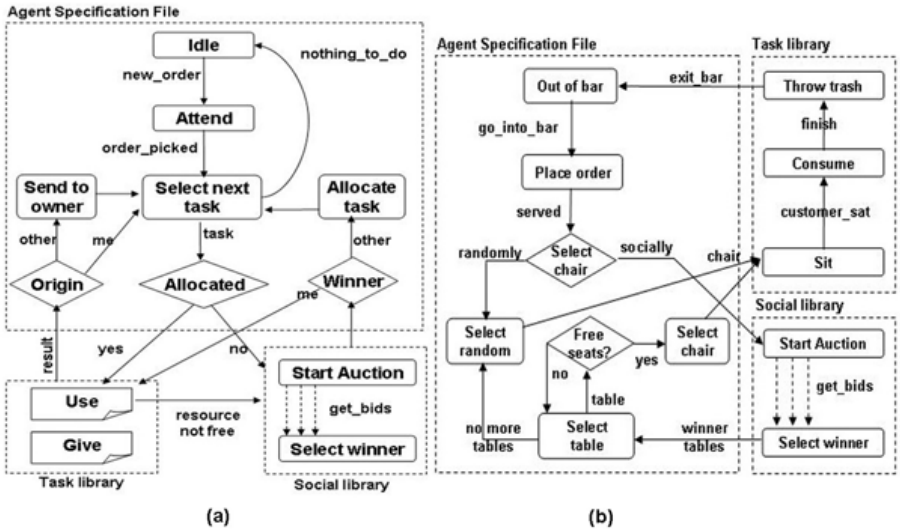 Agent Specification File
Idle
nothing_to_do
new_order
Attend
order_picked
Send to
owner
Select next
task
Allocate
task
other
me
task
other
Origin
Allocated
Winner
me
result
yes
no
Use
Give
resource
not free
Start Auction
get_bids
Select winner
Task library
Social library
(a)
Agent Specification File
Task library
Out of bar
exit_bar
Throw trash
go_into_bar
finish
Place order
Consume
served
customer_sat
randomly
Select
chair
socially
chair
Sit
Social library
Select
random
Free
seats?
yes
Select
chair
Start Auction
no
table
get_bids
no more
tables
Select
table
winner
tables
Select winner
(b)